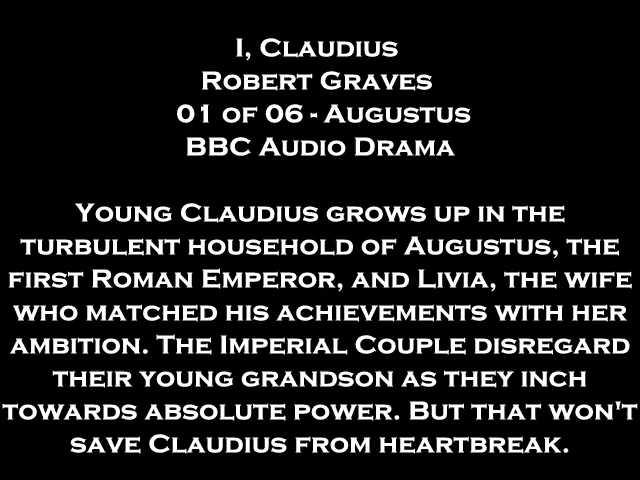 I, Claudius
Robert Graves
01 of 06 - Augustus
BBC Audio Drama
Young Claudius grows up in the
turbulent household of Augustus, the
first Roman Emperor, and Livia, the wife
who matched his achievements with her
ambition. The Imperial Couple disregard
their young grandson as they inch
towards absolute power. But that won't
save Claudius from heartbreak.